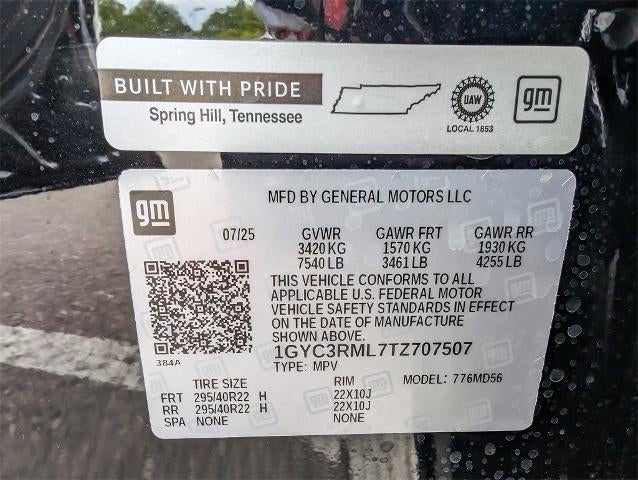 BUILT WITH PRIDE
Spring Hill, Tennessee
UAW
LOCAL 1853
gm
gm
MFD BY GENERAL MOTORS LLC
07/25 GVWR GAWR FRT GAWR RR
3420 KG 1570 KG 1930 KG
7540 LB 3461 LB 4255 LB
THIS VEHICLE CONFORMS TO ALL
APPLICABLE U.S. FEDERAL MOTOR
VEHICLE SAFETY STANDARDS IN EFFECT
ON THE DATE OF MANUFACTURE
SHOWN ABOVE.
1GYC3RML7TZ707507
384A
TYPE: MPV MODEL: 776MD56
TIRE SIZE RIM
FRT 295/40R22 H 22X10J
RR 295/40R22 H 22X10J
SPA NONE NONE